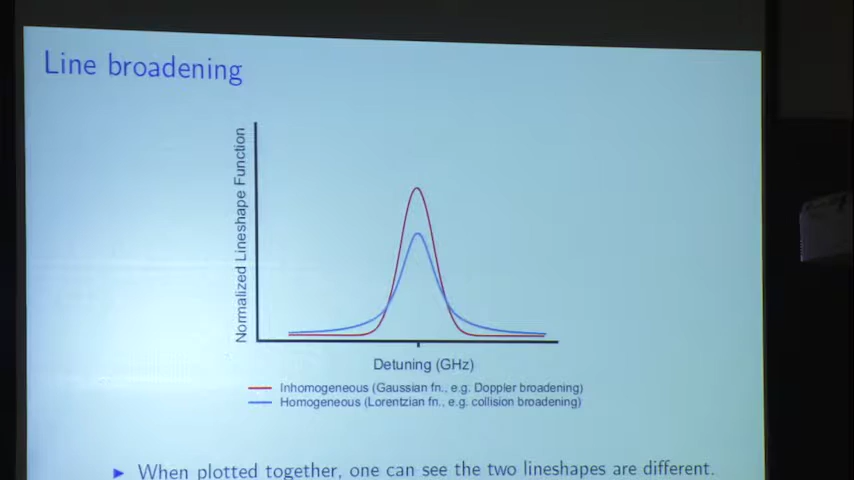 Line broadening
Normalized Lineshape Function
Detuning (GHz)
Inhomogeneous (Gaussian fn., e.g. Doppler broadening)
Homogeneous (Lorentzian fn., e.g. collision broadening)
When plotted together, one can see the two lineshapes are different.